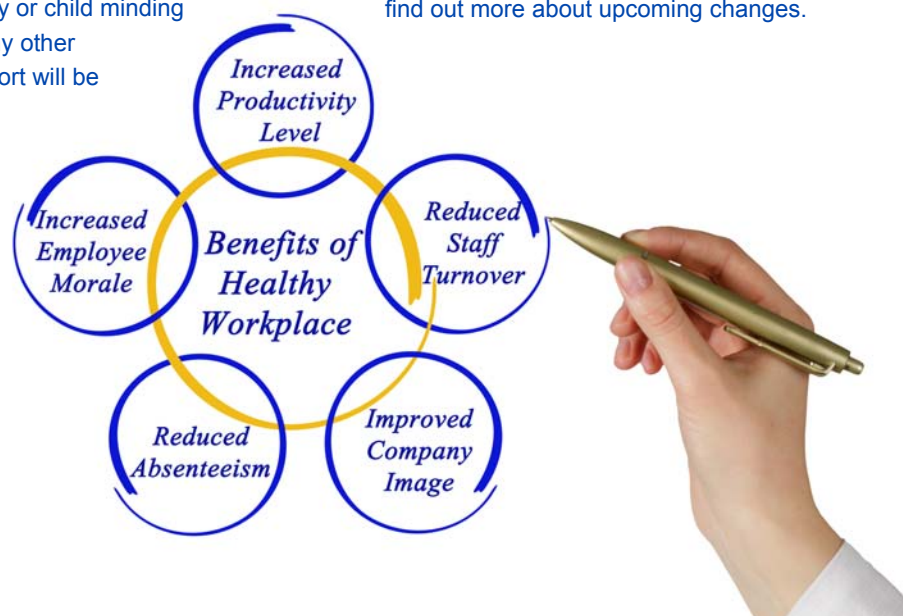 y or child minding
y other
ort will be
find out more about upcoming changes.
Increased
Productivity
Level
Increased
Employee
Morale
Benefits of
Healthy
Workplace
Reduced
Staff
Turnover
Reduced
Absenteeism
Improved
Company
Image